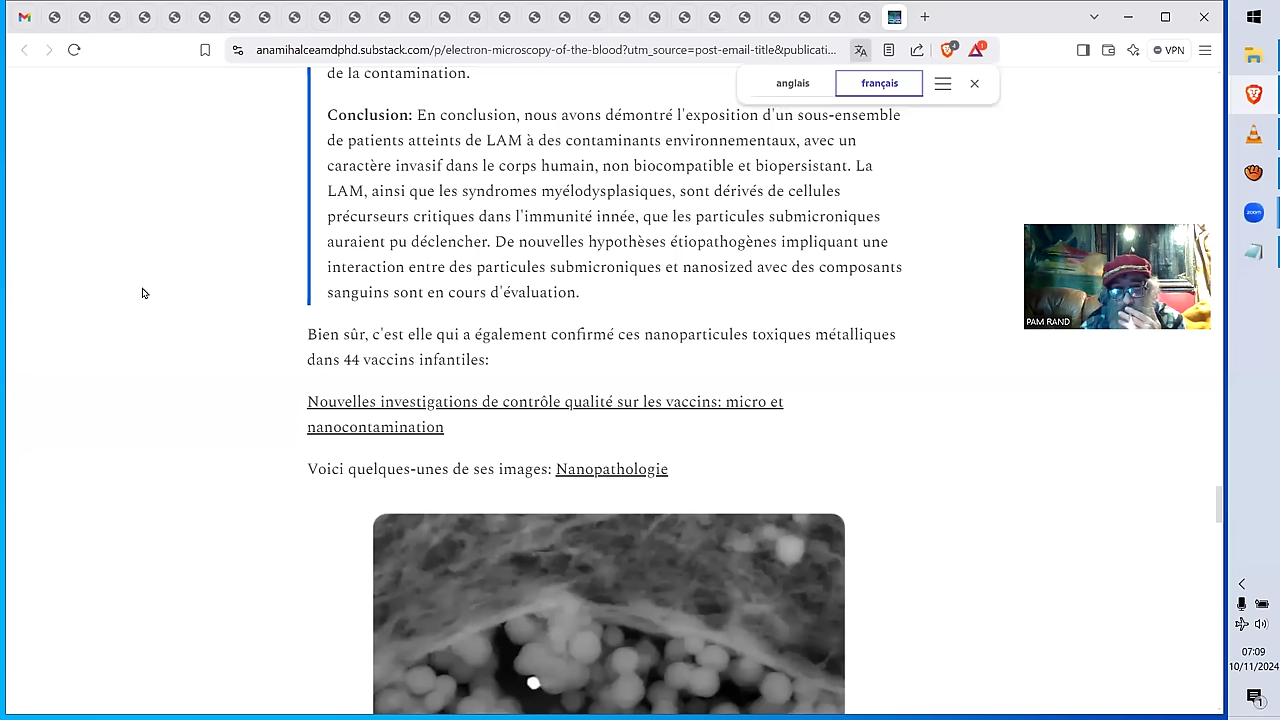 anamihalceamdphd.substack.com/p/electron-microscopy-of-the-blood?utm_source=post-email-title&publicati...
4
1
VPN
anglais
français
de la contamination.
Conclusion: En conclusion, nous avons démontré l'exposition d'un sous-ensemble
de patients atteints de LAM à des contaminants environnementaux, avec un
caractère invasif dans le corps humain, non biocompatible et biopersistant. La
LAM, ainsi que les syndromes myélodysplasiques, sont dérivés de cellules
précurseurs critiques dans l'immunité innée, que les particules submicroniques
auraient pu déclencher. De nouvelles hypothèses étiopathogènes impliquant une
interaction entre des particules submicroniques et nanosized avec des composants
sanguins sont en cours d'évaluation.
Bien sur, c'est elle qui a également confirmé ces nanoparticules toxiques métalliques
dans 44 vaccins infantiles:
Nouvelles investigations de contrôle qualité sur les vaccins: micro et
nanocontamination
Voici quelques-unes de ses images: Nanopathologie
PAM RAND
zoom
07:09
10/11/2024